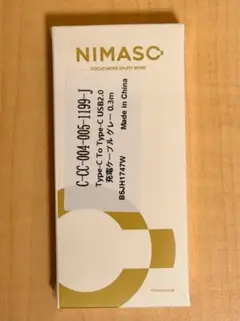 NIMASO
FOCUS MORE ENJOY MORE
C-CC-004-005-1199-J
Type-C To Type-C USB2.0
充電ケーブル グレー 0.3m
Made in China
BSJH1747W